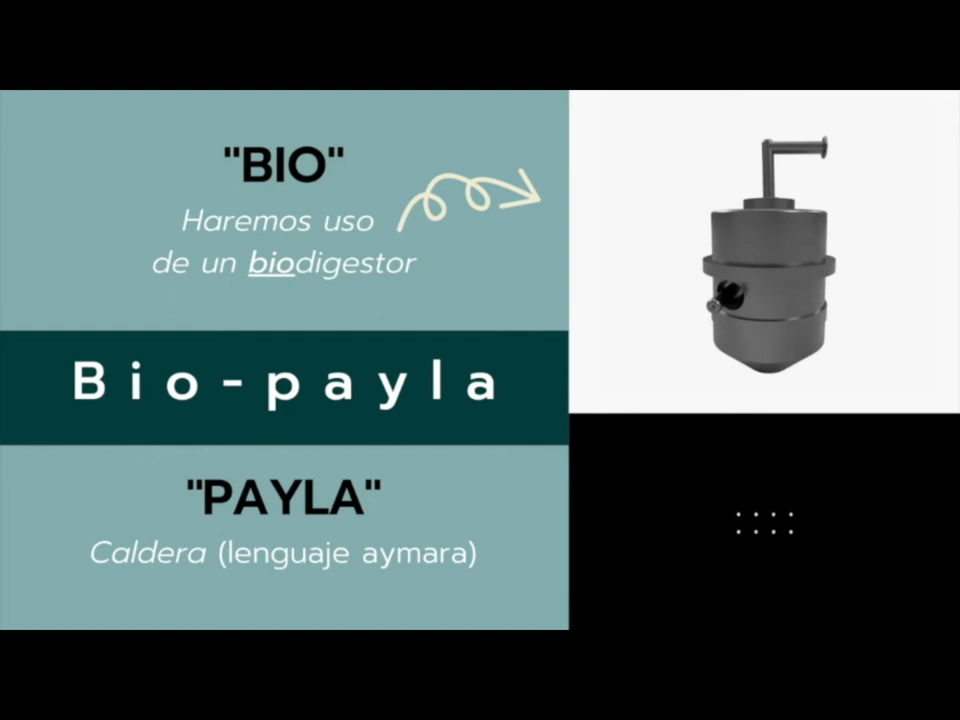 "BIO"
Haremos uso
de un biodigestor
Bio-payla
"PAYLA"
Caldera (lenguaje aymara)